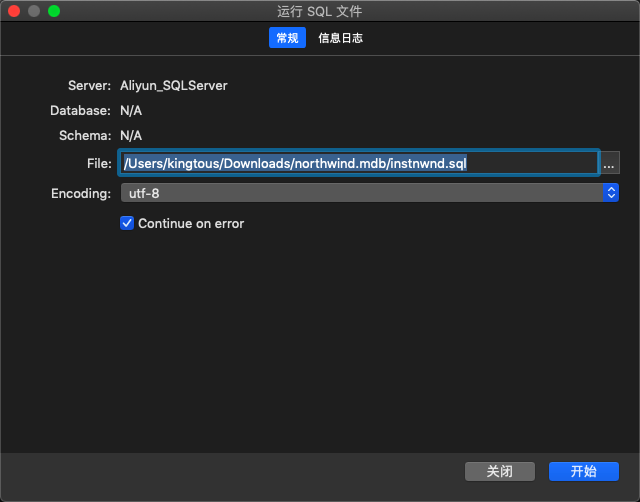 运行 SQL 文件
常规 信息日志
Server: Aliyun_SQLServer
Database: N/A
Schema: N/A
File: /Users/kingtous/Downloads/northwind.mdb/instnwnd.sql ...
Encoding: utf-8
Continue on error
关闭 开始